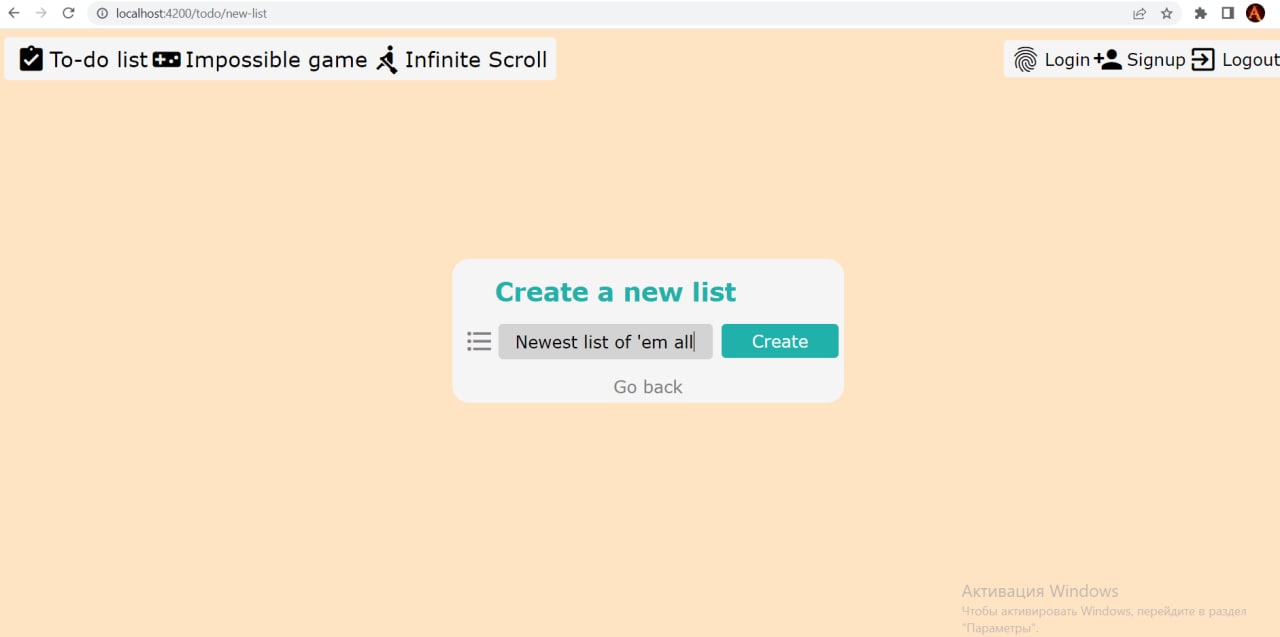 localhost:4200/todo/new-list
To-do list Impossible game Infinite Scroll Login Signup Logout
Create a new list
Newest list of 'em all Create
Go back
Активация Windows
Чтобы активировать Windows, перейдите в раздел
"Параметры".